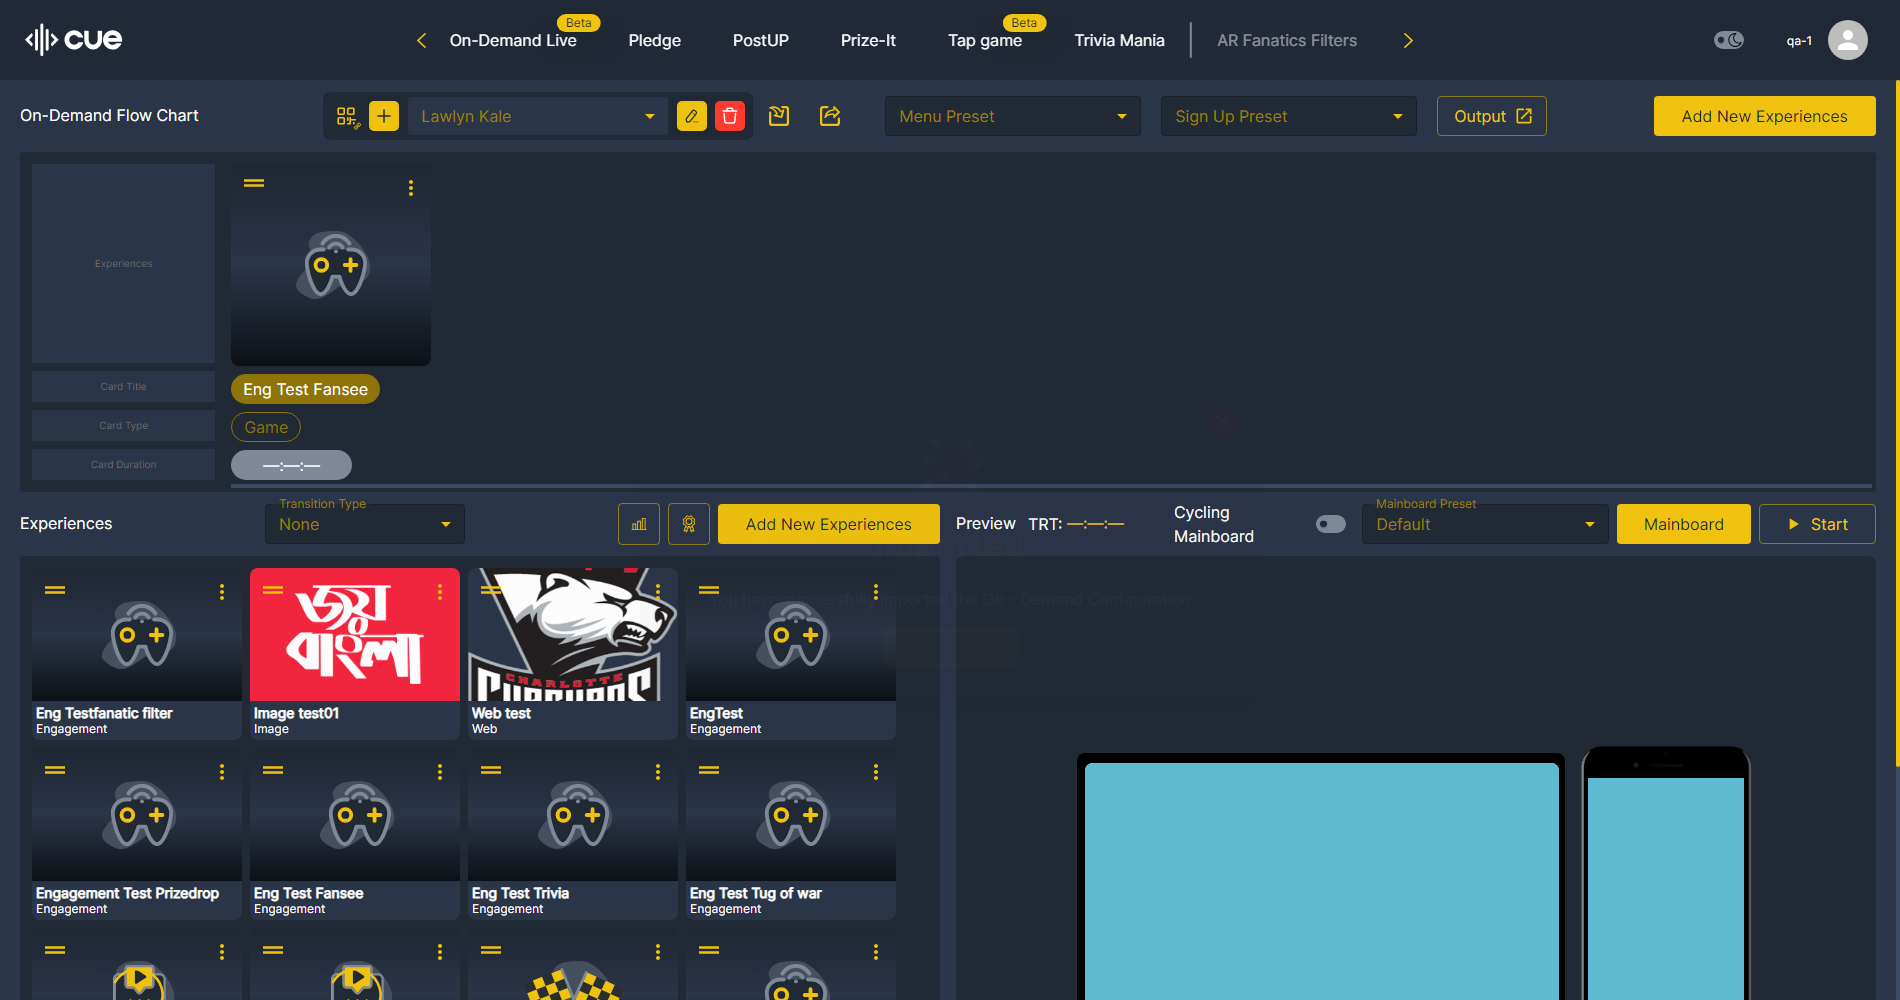 cue
On-Demand Live
Beta
Pledge
PostUP
Prize-It
Tap game
Beta
Trivia Mania
AR Fanatics Filters
qa-1
On-Demand Flow Chart
Lawlyn Kale
Menu Preset
Sign Up Preset
Output
Add New Experiences
Experiences
Card Title
Eng Test Fansee
Card Type
Game
Card Duration
—:—:—
Experiences
Transition Type
None
Add New Experiences
Preview
TRT: —:—:—
Cycling
Mainboard
Mainboard Preset
Default
Mainboard
Start
Imported
You have successfully imported the On - Demand Configuration
জয়
বাংলা
CHARLOTTE
Eng Testfanatic filter
Engagement
Image test01
Image
Web test
Web
EngTest
Engagement
Engagement Test Prizedrop
Engagement
Eng Test Fansee
Engagement
Eng Test Trivia
Engagement
Eng Test Tug of war
Engagement